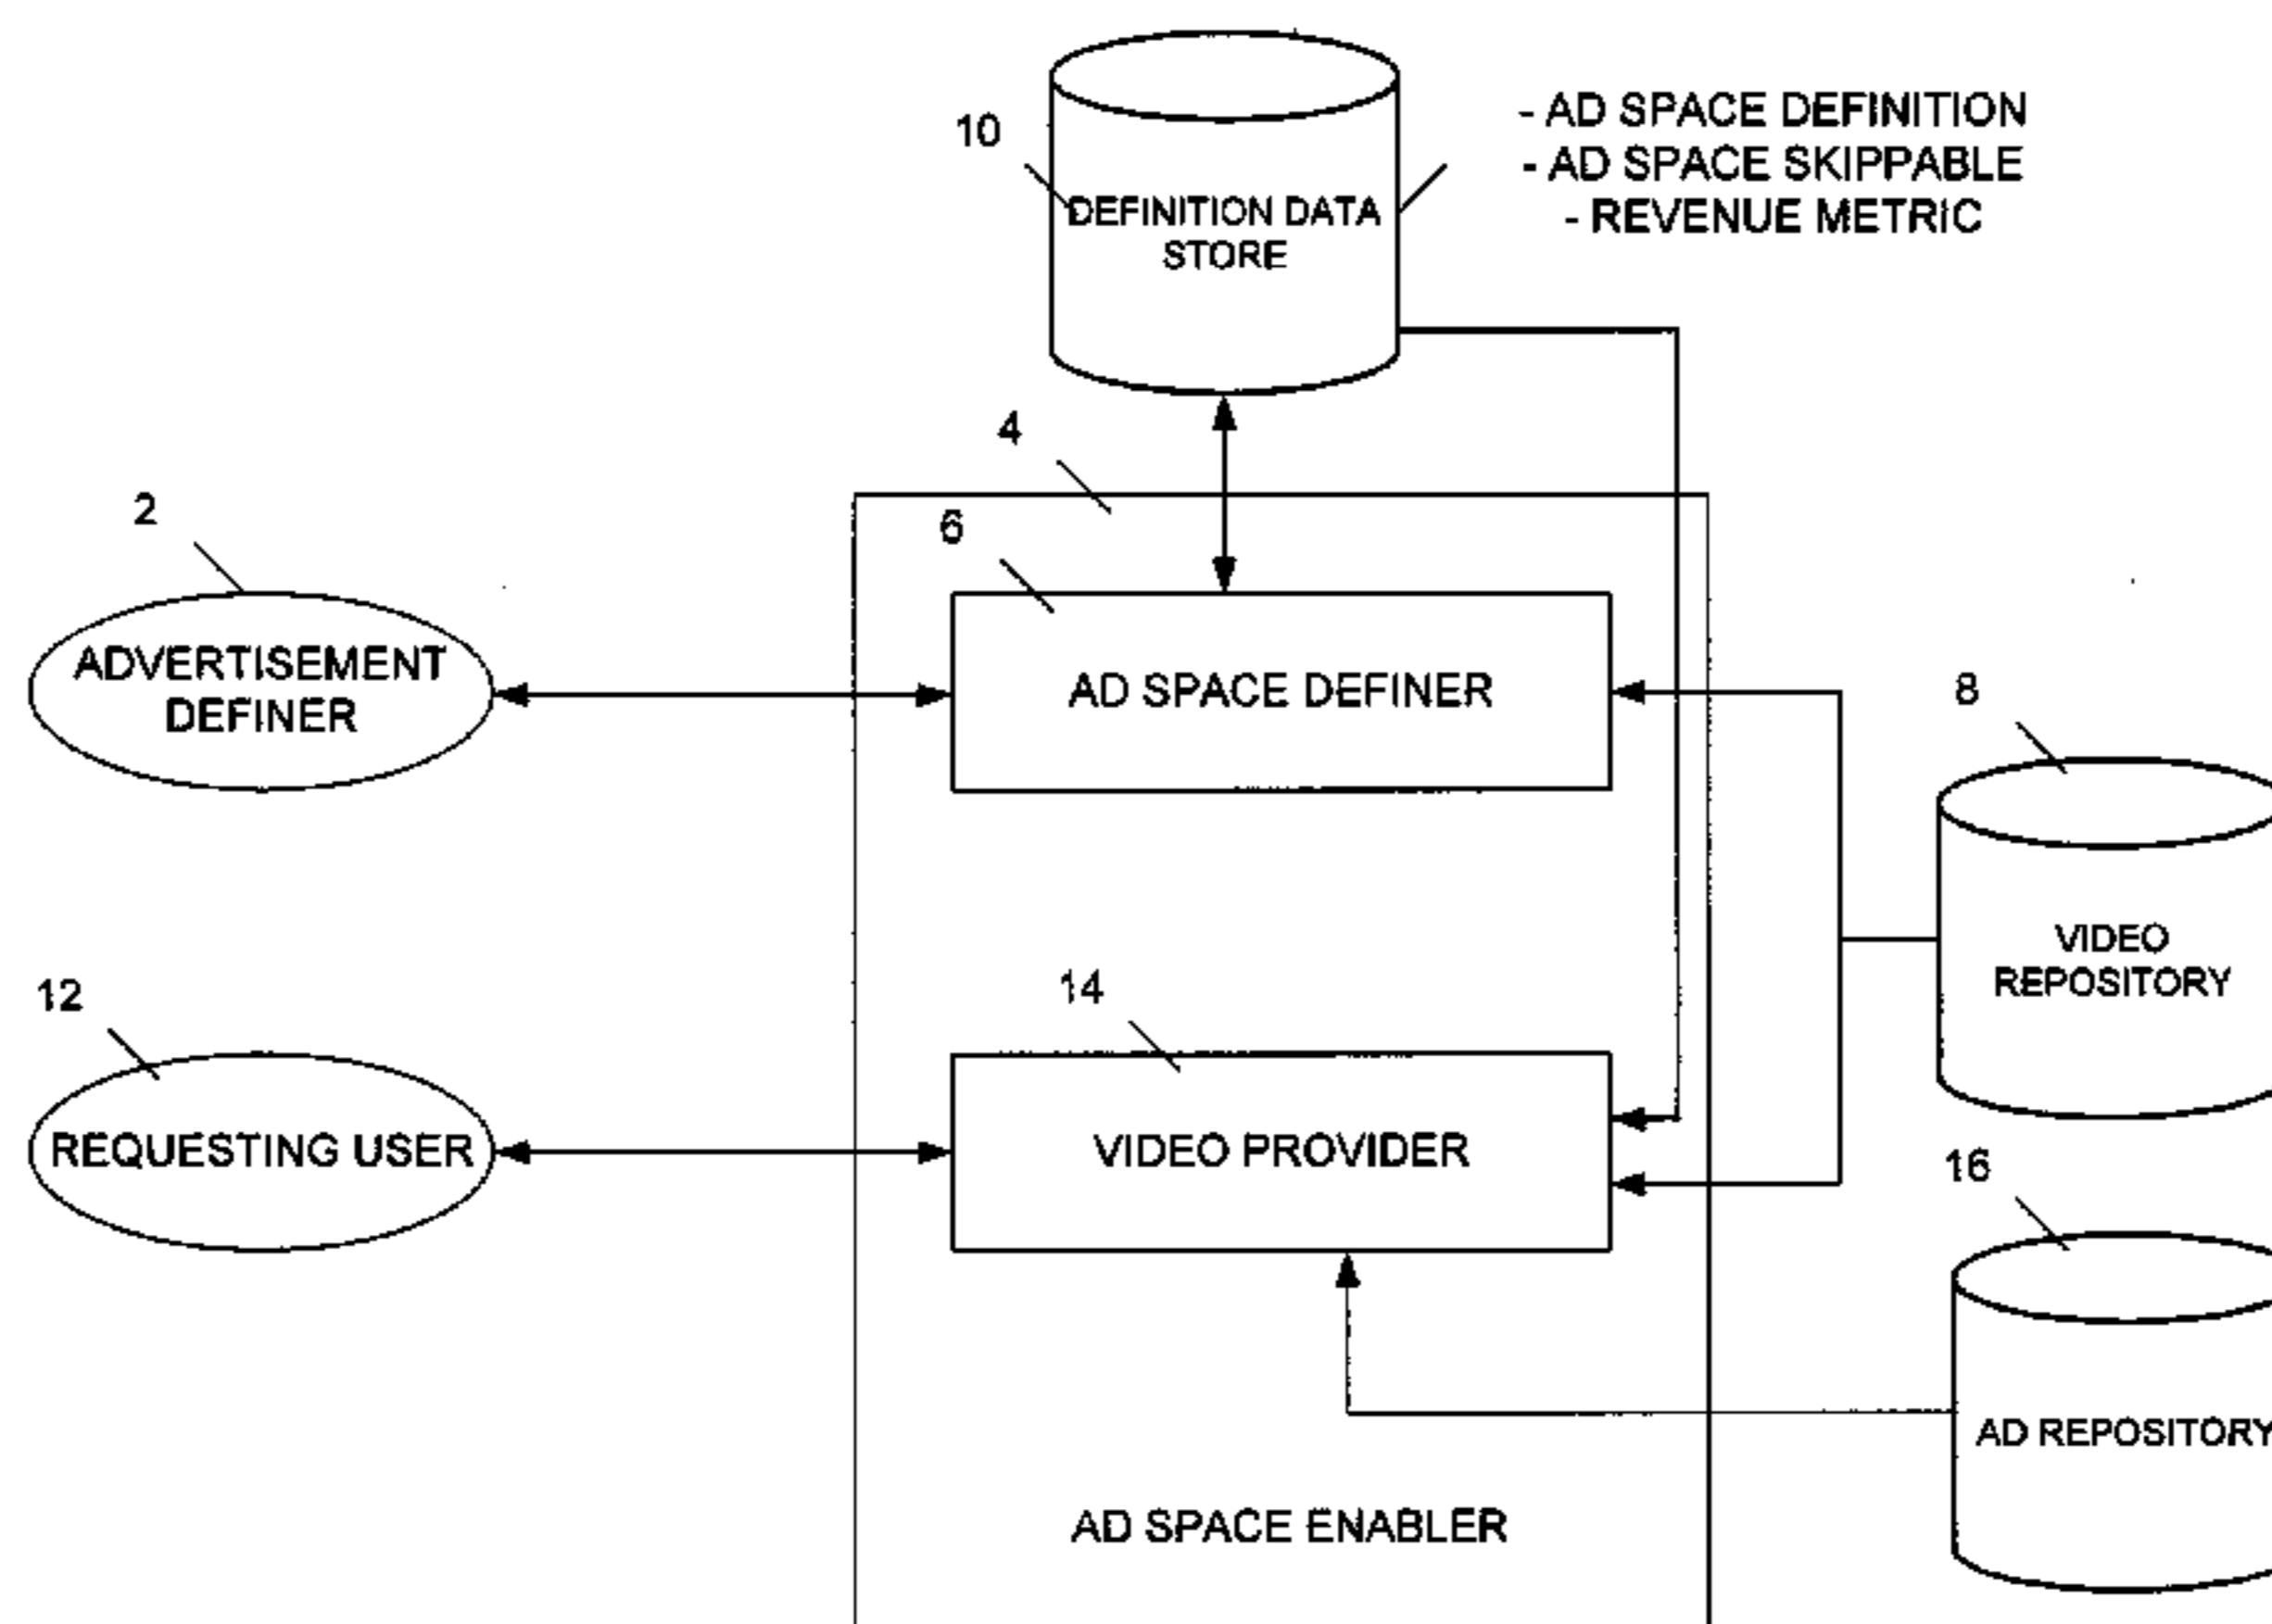 10
DEFINITION DATA
STORE
- AD SPACE DEFINITION
- AD SPACE SKIPPABLE
- REVENUE METRIC
4
2
6
ADVERTISEMENT
DEFINER
AD SPACE DEFINER
8
VIDEO
REPOSITORY
12
14
REQUESTING USER
VIDEO PROVIDER
16
AD REPOSITORY
AD SPACE ENABLER